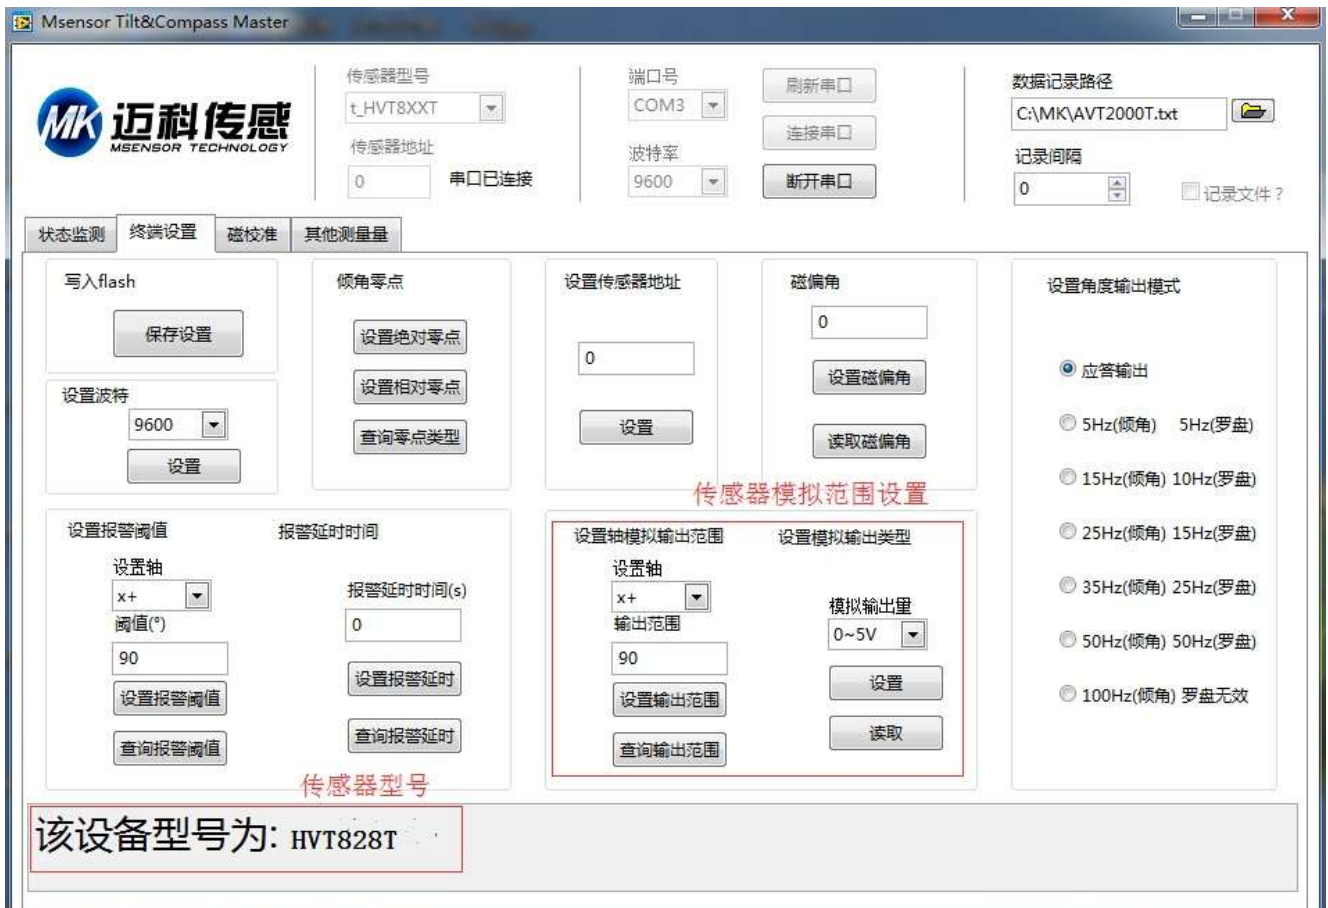 Msensor Tilt&Compass Master
MK 迈科传感
MSENSOR TECHNOLOGY
传感器型号
t_HVT8XXT
传感器地址
0
串口已连接
端口号
COM3
波特率
9600
刷新串口
连接串口
断开串口
数据记录路径
C:\MK\AVT2000T.txt
记录间隔
0
记录文件?
状态监测 终端设置 磁校准 其他测量量
写入flash
保存设置
设置波特
9600
设置
倾角零点
设置绝对零点
设置相对零点
查询零点类型
设置传感器地址
0
设置
磁偏角
0
设置磁偏角
读取磁偏角
设置角度输出模式
应答输出
5Hz(倾角) 5Hz(罗盘)
15Hz(倾角) 10Hz(罗盘)
25Hz(倾角) 15Hz(罗盘)
35Hz(倾角) 25Hz(罗盘)
50Hz(倾角) 50Hz(罗盘)
100Hz(倾角) 罗盘无效
设置报警阈值
设置轴
x+
阈值(°)
90
设置报警阈值
查询报警阈值
报警延时时间
报警延时时间(s)
0
设置报警延时
查询报警延时
传感器模拟范围设置
设置轴模拟输出范围
设置轴
x+
输出范围
90
设置输出范围
查询输出范围
设置模拟输出类型
模拟输出量
0~5V
设置
读取
传感器型号
该设备型号为: HVT828T